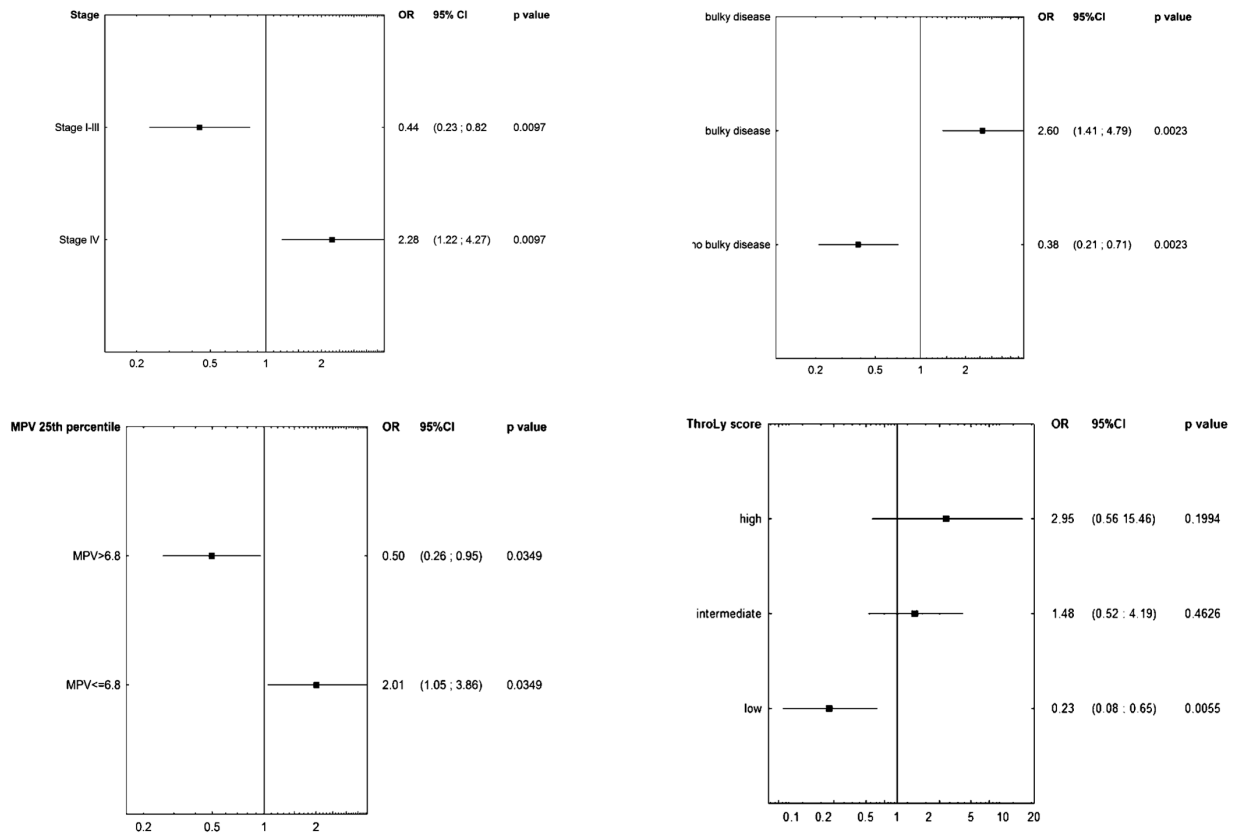 Stage OR 95% CI p value
Stage I-III 0.44 (0.23 ; 0.82 0.0097
Stage IV 2.28 (1.22 ; 4.27) 0.0097
0.2 0.5 1 2
bulky disease OR 95%CI p value
bulky disease 2.60 (1.41 ; 4.79) 0.0023
no bulky disease 0.38 (0.21 ; 0.71) 0.0023
0.2 0.5 1 2
MPV 25th percentile OR 95%CI p value
MPV>6.8 0.50 (0.26 ; 0.95) 0.0349
MPV<=6.8 2.01 (1.05 ; 3.86) 0.0349
0.2 0.5 1 2
ThroLy score OR 95%CI p value
high 2.95 (0.56 15.46) 0.1994
intermediate 1.48 (0.52 : 4.19) 0.4626
low 0.23 (0.08 : 0.65) 0.0055
0.1 0.2 0.5 1 2 5 10 20